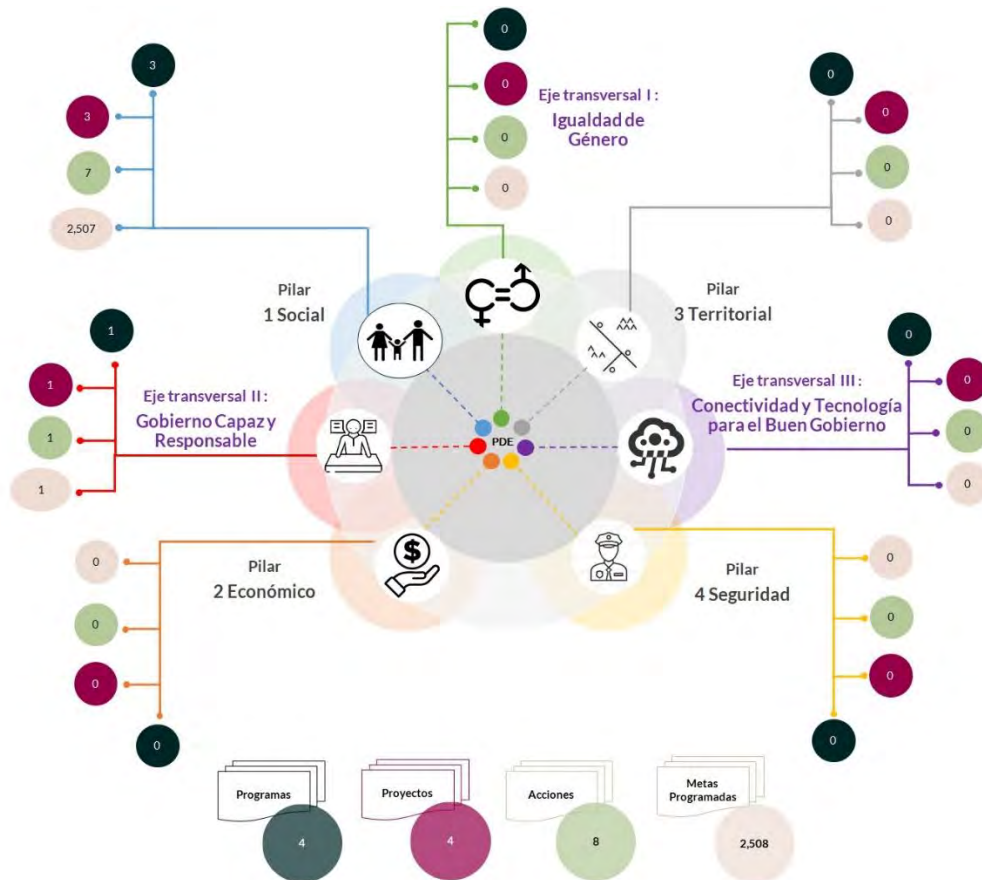 0
0
0
0
Eje transversal I :
Igualdad de
Género
3
3
7
2,507
0
0
0
0
Pilar
1 Social
Pilar
3 Territorial
1
1
1
1
Eje transversal II :
Gobierno Capaz y
Responsable
PDE
Eje transversal III :
Conectividad y Tecnología
para el Buen Gobierno
0
0
0
0
0
0
0
0
Pilar
2 Económico
$
Pilar
4 Seguridad
0
0
0
0
Programas
4
Proyectos
4
Acciones
8
Metas
Programadas
2,508